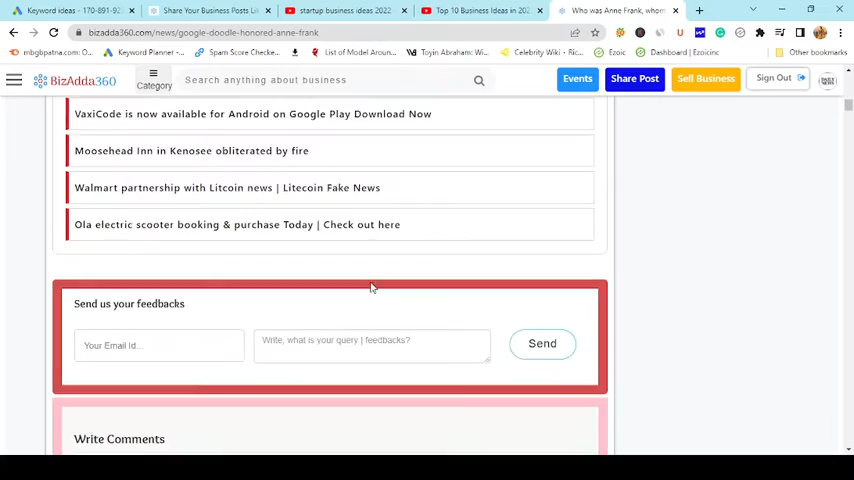 Keyword ideas - 170-891-92
Share Your Business Posts Li
startup business ideas 2022
Top 10 Business Ideas in 202
Who was Anne Frank, whom
bizadda360.com/news/google-doodle-honored-anne-frank
mbgbpatna.com: On...
Keyword Planner -...
Spam Score Checke...
List of Model Aroun...
Toyin Abraham: Wi...
Celebrity Wiki - Ric...
Ezoic
Dashboard | Ezoicinc
Other bookmarks
BizAdda360
Category
Search anything about business
Events
Share Post
Sell Business
Sign Out
VaxiCode is now available for Android on Google Play Download Now
Moosehead Inn in Kenosee obliterated by fire
Walmart partnership with Litcoin news | Litecoin Fake News
Ola electric scooter booking & purchase Today | Check out here
Send us your feedbacks
Your Email Id...
Write, what is your query | feedbacks?
Send
Write Comments